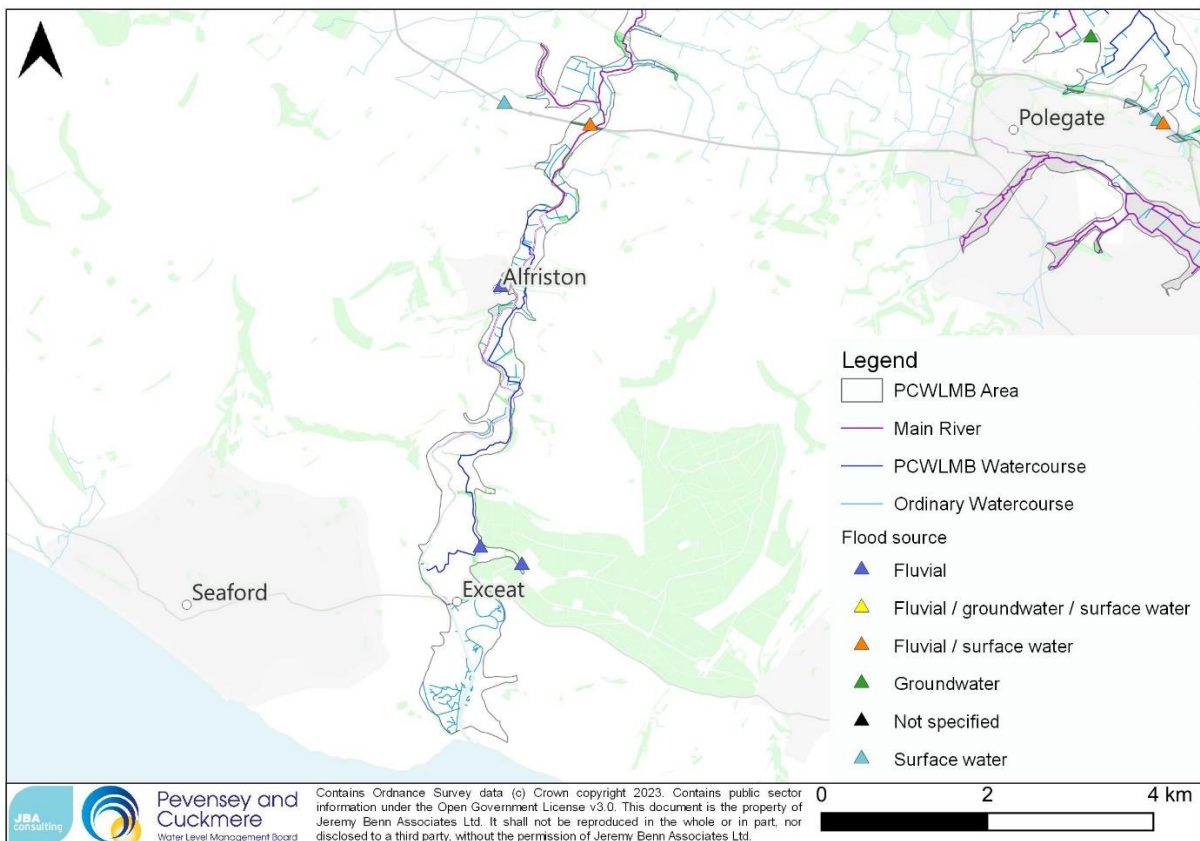 Polegate
Alfriston
Seaford
Exceat
Legend
PCWLMB Area
Main River
PCWLMB Watercourse
Ordinary Watercourse
Flood source
Fluvial
Fluvial / groundwater / surface water
Fluvial / surface water
Groundwater
Not specified
Surface water
JBA
consulting
Pevensey and
Cuckmere
Water Level Management Board
Contains Ordnance Survey data (c) Crown copyright 2023. Contains public sector
information under the Open Government License v3.0. This document is the property of
Jeremy Benn Associates Ltd. It shall not be reproduced in the whole or in part, nor
disclosed to a third party, without the permission of Jeremy Benn Associates Ltd.
0 2 4 km